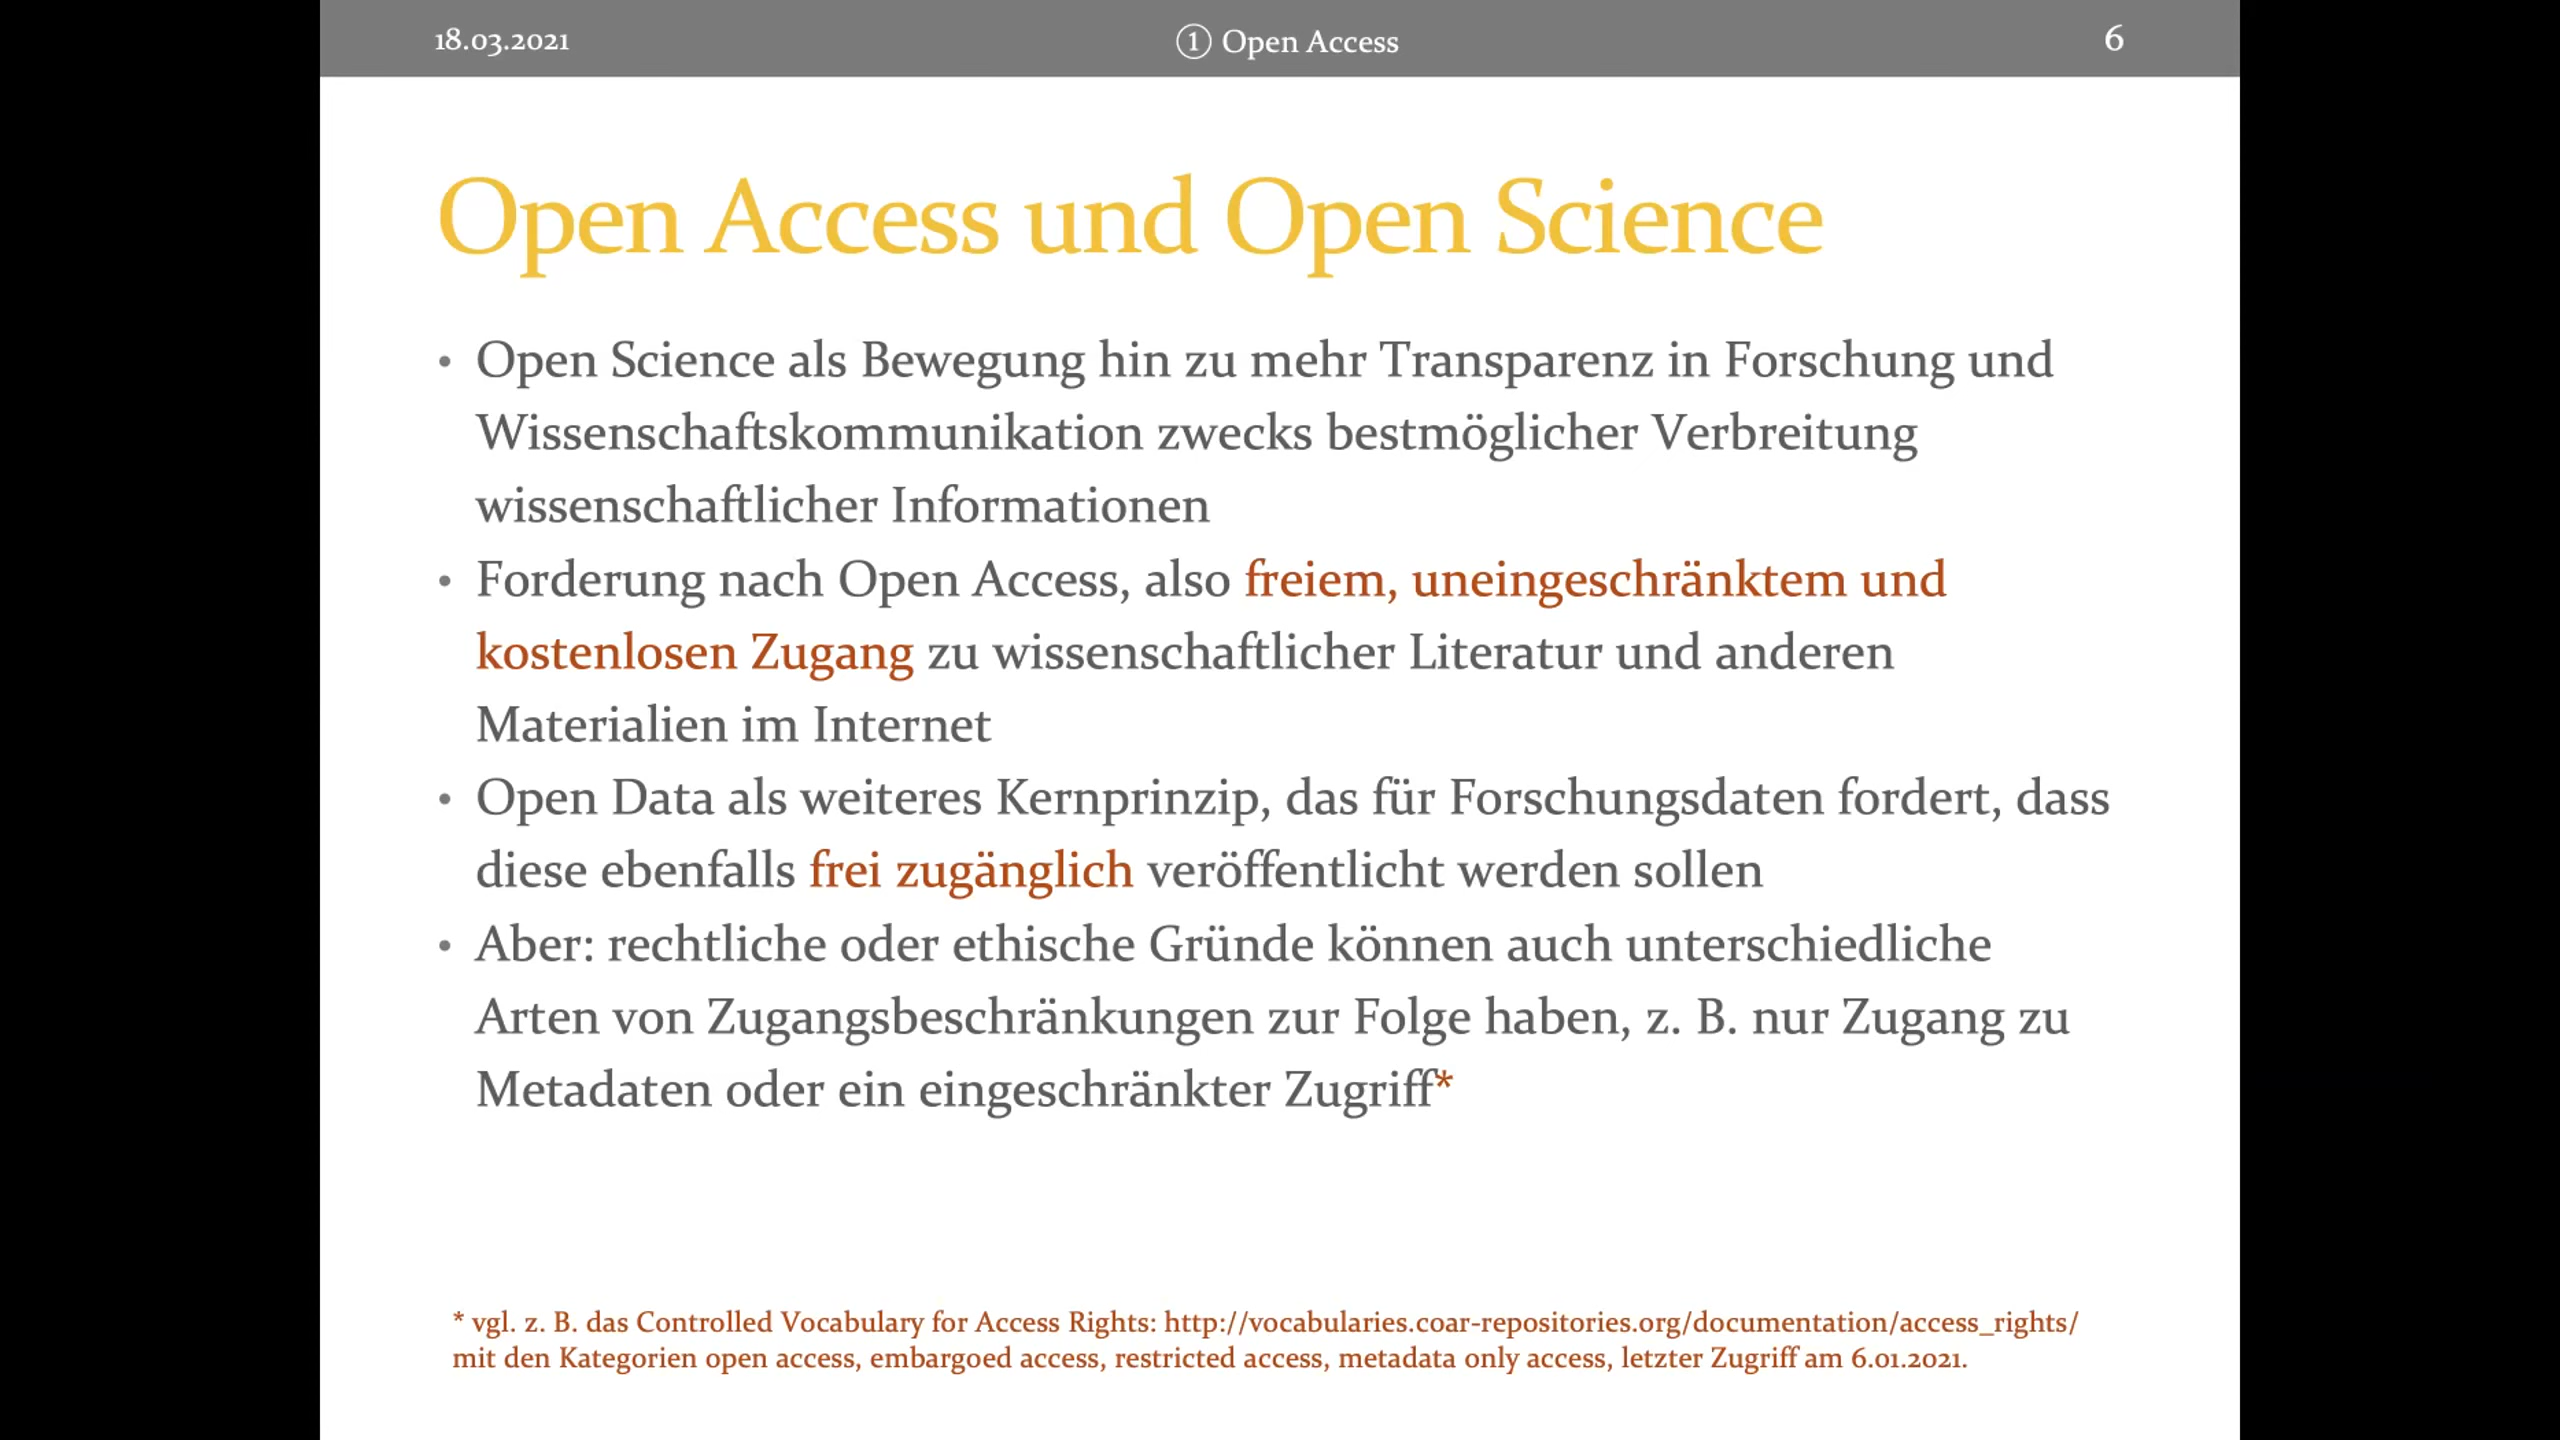 18.03.2021
① Open Access
6
Open Access und Open Science
• Open Science als Bewegung hin zu mehr Transparenz in Forschung und
Wissenschaftskommunikation zwecks bestmöglicher Verbreitung
wissenschaftlicher Informationen
• Forderung nach Open Access, also freiem, uneingeschränktem und
kostenlosen Zugang zu wissenschaftlicher Literatur und anderen
Materialien im Internet
• Open Data als weiteres Kernprinzip, das für Forschungsdaten fordert, dass
diese ebenfalls frei zugänglich veröffentlicht werden sollen
• Aber: rechtliche oder ethische Gründe können auch unterschiedliche
Arten von Zugangsbeschränkungen zur Folge haben, z. B. nur Zugang zu
Metadaten oder ein eingeschränkter Zugriff*
* vgl. z. B. das Controlled Vocabulary for Access Rights: http://vocabularies.coar-repositories.org/documentation/access_rights/
mit den Kategorien open access, embargoed access, restricted access, metadata only access, letzter Zugriff am 6.01.2021.